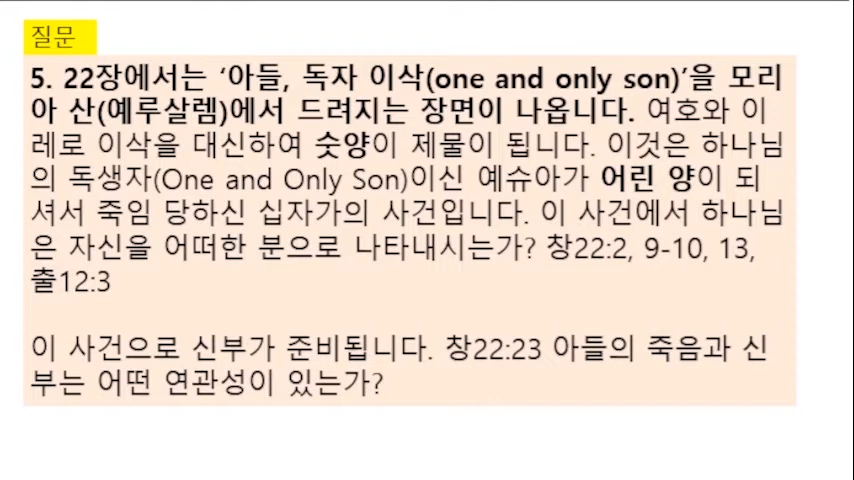 질문
5. 22장에서는 ‘아들, 독자 이삭(one and only son)’을 모리
아 산(예루살렘)에서 드려지는 장면이 나옵니다. 여호와 이
레로 이삭을 대신하여 숫양이 제물이 됩니다. 이것은 하나님
의 독생자(One and Only Son)이신 예슈아가 어린 양이 되
셔서 죽임 당하신 십자가의 사건입니다. 이 사건에서 하나님
은 자신을 어떠한 분으로 나타내시는가? 창22:2, 9-10, 13,
출12:3
이 사건으로 신부가 준비됩니다. 창22:23 아들의 죽음과 신
부는 어떤 연관성이 있는가?